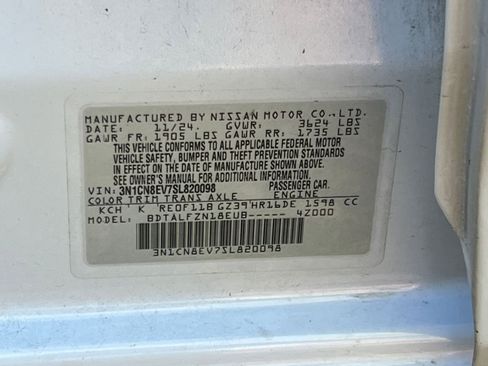 MANUFACTURED BY NISSAN MOTOR CO., LTD.
DATE: 11/24. GVWR: 3624 LBS
GAWR FR: 1905 LBS GAWR RR: 1735 LBS
THIS VEHICLE CONFORMS TO ALL APPLICABLE FEDERAL MOTOR
VEHICLE SAFETY, BUMPER AND THEFT PREVENTION STANDARDS
IN EFFECT ON THE DATE OF MANUFACTURE SHOWN ABOVE.
SEE OWNER'S MANUAL FOR ADDITIONAL INFORMATION.
VIN: 3N1CN8EV7SL820098 PASSENGER CAR.
COLOR TRIM TRANS AXLE ENGINE
KCH K RE0F11B GZ39 HR16DE 1598 CC
MODEL: BDTALFZN18EUB----- 4Z000
3N1CN8EV7SL820098